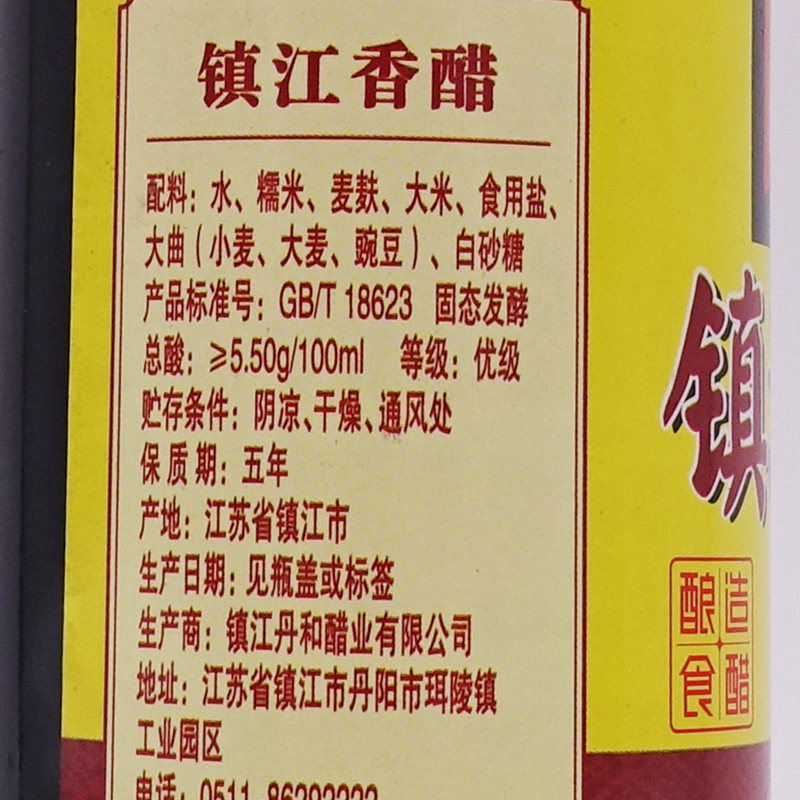 镇江香醋
配料：水、糯米、麦麸、大米、食用盐、
大曲（小麦、大麦、豌豆）、白砂糖
产品标准号：GB/T 18623 固态发酵
总酸：≥5.50g/100ml 等级：优级
贮存条件：阴凉、干燥、通风处
保质期：五年
产地：江苏省镇江市
生产日期：见瓶盖或标签
生产商：镇江丹和醋业有限公司
地址：江苏省镇江市丹阳市珥陵镇
工业园区
电话：0511-86392222
镇
酿造
食醋